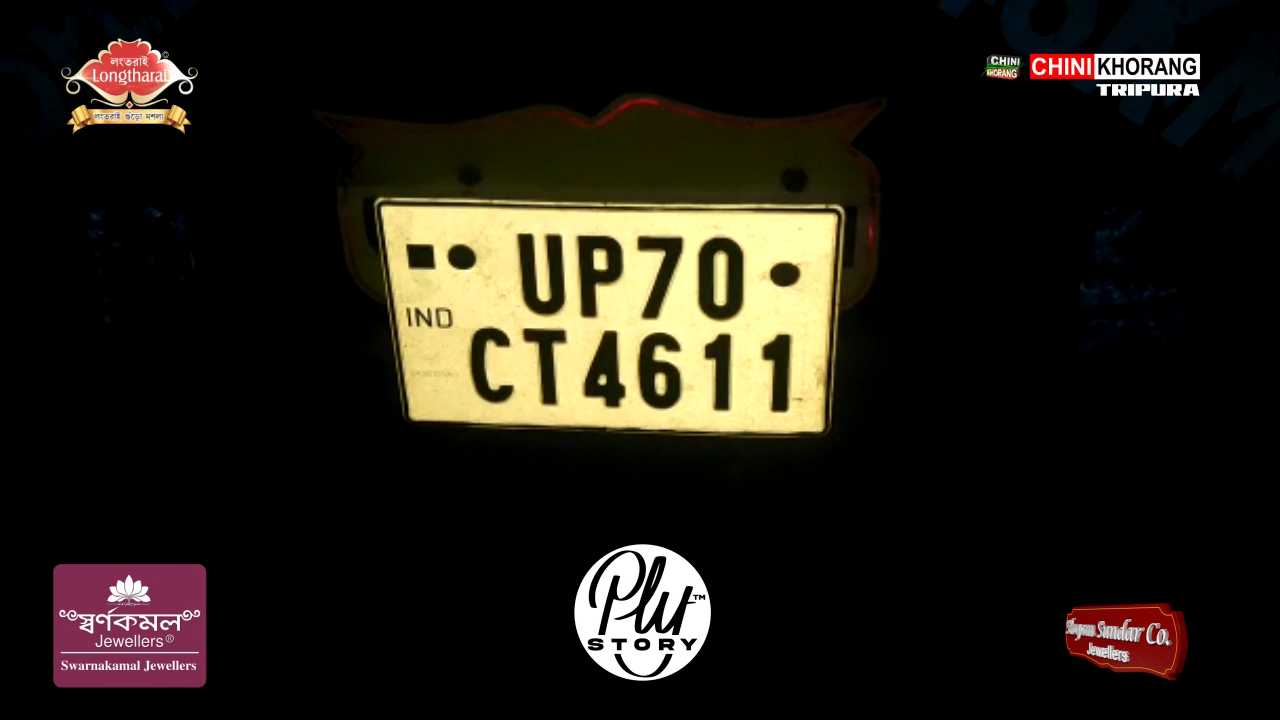 লংতরাই
Longtharai
লংতরাই গুঁড়ো মশলা
CHINI
KHORANG
CHINI KHORANG
TRIPURA
UP70
IND
CT4611
স্বর্ণকমল
Jewellers®
Swarnakamal Jewellers
Plur™
STORY
Shyam Sundar Co.
Jewellers